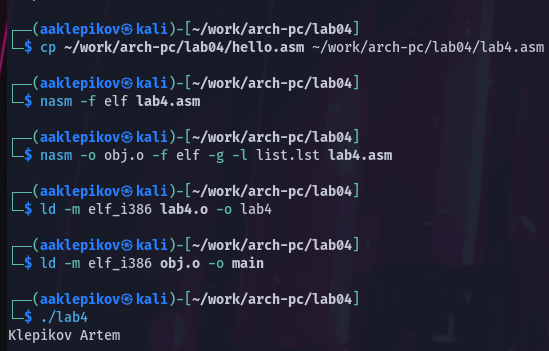 ┌──(aaklepikov㉿kali)-[~/work/arch-pc/lab04]
└─$ cp ~/work/arch-pc/lab04/hello.asm ~/work/arch-pc/lab04/lab4.asm
┌──(aaklepikov㉿kali)-[~/work/arch-pc/lab04]
└─$ nasm -f elf lab4.asm
┌──(aaklepikov㉿kali)-[~/work/arch-pc/lab04]
└─$ nasm -o obj.o -f elf -g -l list.lst lab4.asm
┌──(aaklepikov㉿kali)-[~/work/arch-pc/lab04]
└─$ ld -m elf_i386 lab4.o -o lab4
┌──(aaklepikov㉿kali)-[~/work/arch-pc/lab04]
└─$ ld -m elf_i386 obj.o -o main
┌──(aaklepikov㉿kali)-[~/work/arch-pc/lab04]
└─$ ./lab4
Klepikov Artem